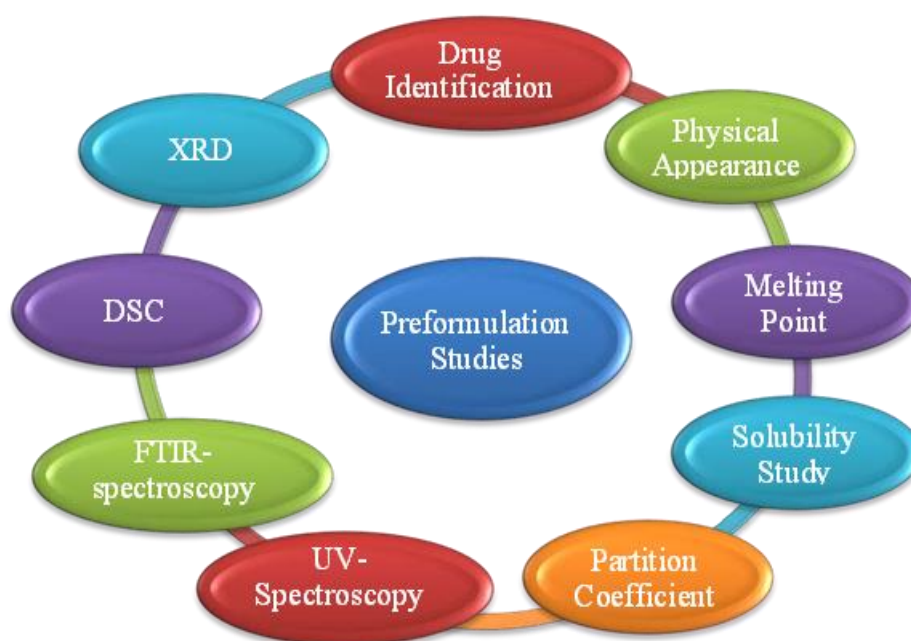 Drug
Identification
Physical
Appearance
Melting
Point
Solubility
Study
Partition
Coefficient
UV-
Spectroscopy
FTIR-
spectroscopy
DSC
XRD
Preformulation
Studies